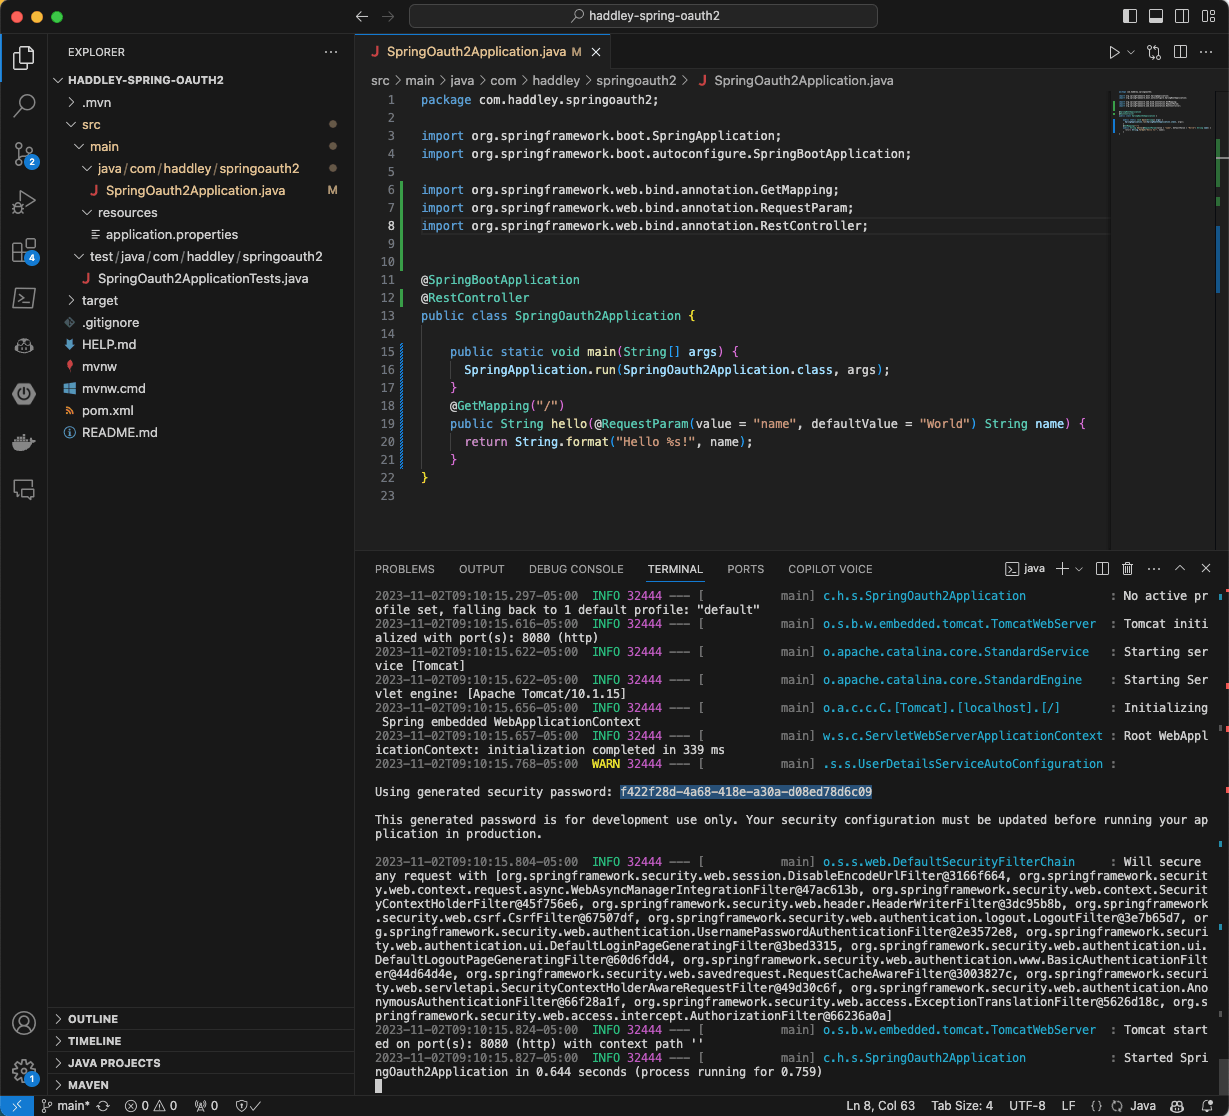 haddley-spring-oauth2
EXPLORER
HADDLEY-SPRING-OAUTH2
.mvn
src
main
java/com/haddley/springoauth2
SpringOauth2Application.java M
resources
application.properties
test/java/com/haddley/springoauth2
SpringOauth2ApplicationTests.java
target
.gitignore
HELP.md
mvnw
mvnw.cmd
pom.xml
README.md
2
4
1
OUTLINE
TIMELINE
JAVA PROJECTS
MAVEN
SpringOauth2Application.java M
src > main > java > com > haddley > springoauth2 > SpringOauth2Application.java
1 package com.haddley.springoauth2;
2
3 import org.springframework.boot.SpringApplication;
4 import org.springframework.boot.autoconfigure.SpringBootApplication;
5
6 import org.springframework.web.bind.annotation.GetMapping;
7 import org.springframework.web.bind.annotation.RequestParam;
8 import org.springframework.web.bind.annotation.RestController;
9
10
11 @SpringBootApplication
12 @RestController
13 public class SpringOauth2Application {
14
15 public static void main(String[] args) {
16 SpringApplication.run(SpringOauth2Application.class, args);
17 }
18 @GetMapping("/")
19 public String hello(@RequestParam(value = "name", defaultValue = "World") String name) {
20 return String.format("Hello %s!", name);
21 }
22 }
23
PROBLEMS OUTPUT DEBUG CONSOLE TERMINAL PORTS COPILOT VOICE
java
2023-11-02T09:10:15.297-05:00 INFO 32444 --- [ main] c.h.s.SpringOauth2Application : No active pr
ofile set, falling back to 1 default profile: "default"
2023-11-02T09:10:15.616-05:00 INFO 32444 --- [ main] o.s.b.w.embedded.tomcat.TomcatWebServer : Tomcat initi
alized with port(s): 8080 (http)
2023-11-02T09:10:15.622-05:00 INFO 32444 --- [ main] o.apache.catalina.core.StandardService : Starting ser
vice [Tomcat]
2023-11-02T09:10:15.622-05:00 INFO 32444 --- [ main] o.apache.catalina.core.StandardEngine : Starting Ser
vlet engine: [Apache Tomcat/10.1.15]
2023-11-02T09:10:15.656-05:00 INFO 32444 --- [ main] o.a.c.c.C.[Tomcat].[localhost].[/] : Initializing
Spring embedded WebApplicationContext
2023-11-02T09:10:15.657-05:00 INFO 32444 --- [ main] w.s.c.ServletWebServerApplicationContext : Root WebAppl
icationContext: initialization completed in 339 ms
2023-11-02T09:10:15.768-05:00 WARN 32444 --- [ main] .s.s.UserDetailsServiceAutoConfiguration :
Using generated security password: f422f28d-4a68-418e-a30a-d08ed78d6c09
This generated password is for development use only. Your security configuration must be updated before running your ap
plication in production.
2023-11-02T09:10:15.804-05:00 INFO 32444 --- [ main] o.s.s.web.DefaultSecurityFilterChain : Will secure
any request with [org.springframework.security.web.session.DisableEncodeUrlFilter@3166f664, org.springframework.securit
y.web.context.request.async.WebAsyncManagerIntegrationFilter@47ac613b, org.springframework.security.web.context.Securit
yContextHolderFilter@45f756e6, org.springframework.security.web.header.HeaderWriterFilter@3dc95b8b, org.springframework
.security.web.csrf.CsrfFilter@67507df, org.springframework.security.web.authentication.logout.LogoutFilter@3e7b65d7, or
g.springframework.security.web.authentication.UsernamePasswordAuthenticationFilter@2e3572e8, org.springframework.securi
ty.web.authentication.ui.DefaultLoginPageGeneratingFilter@3bed3315, org.springframework.security.web.authentication.ui.
DefaultLogoutPageGeneratingFilter@60d6fdd4, org.springframework.security.web.authentication.www.BasicAuthenticationFilt
er@44d64d4e, org.springframework.security.web.savedrequest.RequestCacheAwareFilter@3003827c, org.springframework.securi
ty.web.servletapi.SecurityContextHolderAwareRequestFilter@49d30c6f, org.springframework.security.web.authentication.Ano
nymousAuthenticationFilter@66f28a1f, org.springframework.security.web.access.ExceptionTranslationFilter@5626d18c, org.s
pringframework.security.web.access.intercept.AuthorizationFilter@66236a0a]
2023-11-02T09:10:15.824-05:00 INFO 32444 --- [ main] o.s.b.w.embedded.tomcat.TomcatWebServer : Tomcat start
ed on port(s): 8080 (http) with context path ''
2023-11-02T09:10:15.827-05:00 INFO 32444 --- [ main] c.h.s.SpringOauth2Application : Started Spri
ngOauth2Application in 0.644 seconds (process running for 0.759)
main* 0 0 0 Ln 8, Col 63 Tab Size: 4 UTF-8 LF {} Java